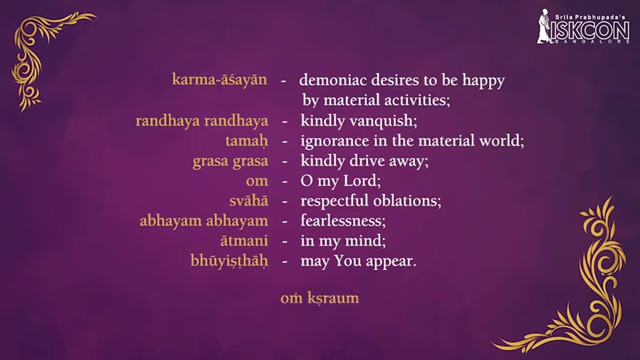 Srila Prabhupada's
ISKCON
BANGALORE
karma-āśayān - demoniac desires to be happy
by material activities;
randhaya randhaya - kindly vanquish;
tamaḥ - ignorance in the material world;
grasa grasa - kindly drive away;
om - O my Lord;
svāhā - respectful oblations;
abhayam abhayam - fearlessness;
ātmani - in my mind;
bhūyiṣṭhāḥ - may You appear.
oṁ kṣraum